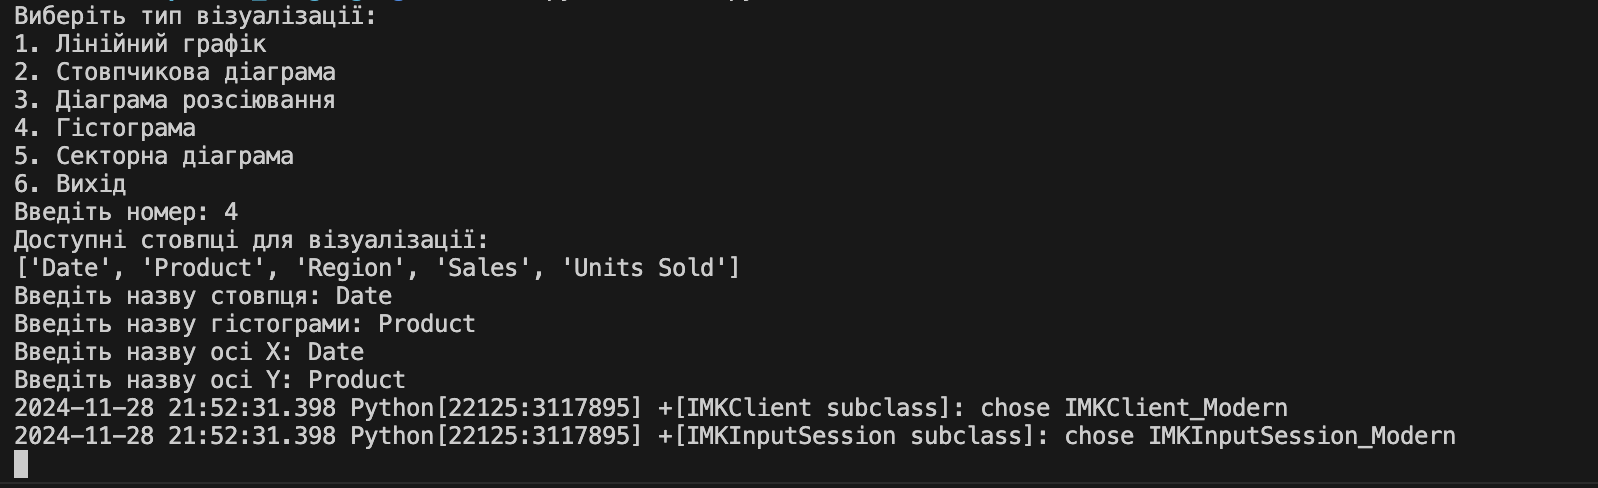 Виберіть тип візуалізації:
1. Лінійний графік
2. Стовпчикова діаграма
3. Діаграма розсіювання
4. Гістограма
5. Секторна діаграма
6. Вихід
Введіть номер: 4
Доступні стовпці для візуалізації:
['Date', 'Product', 'Region', 'Sales', 'Units Sold']
Введіть назву стовпця: Date
Введіть назву гістограми: Product
Введіть назву осі X: Date
Введіть назву осі Y: Product
2024-11-28 21:52:31.398 Python[22125:3117895] +[IMKClient subclass]: chose IMKClient_Modern
2024-11-28 21:52:31.398 Python[22125:3117895] +[IMKInputSession subclass]: chose IMKInputSession_Modern